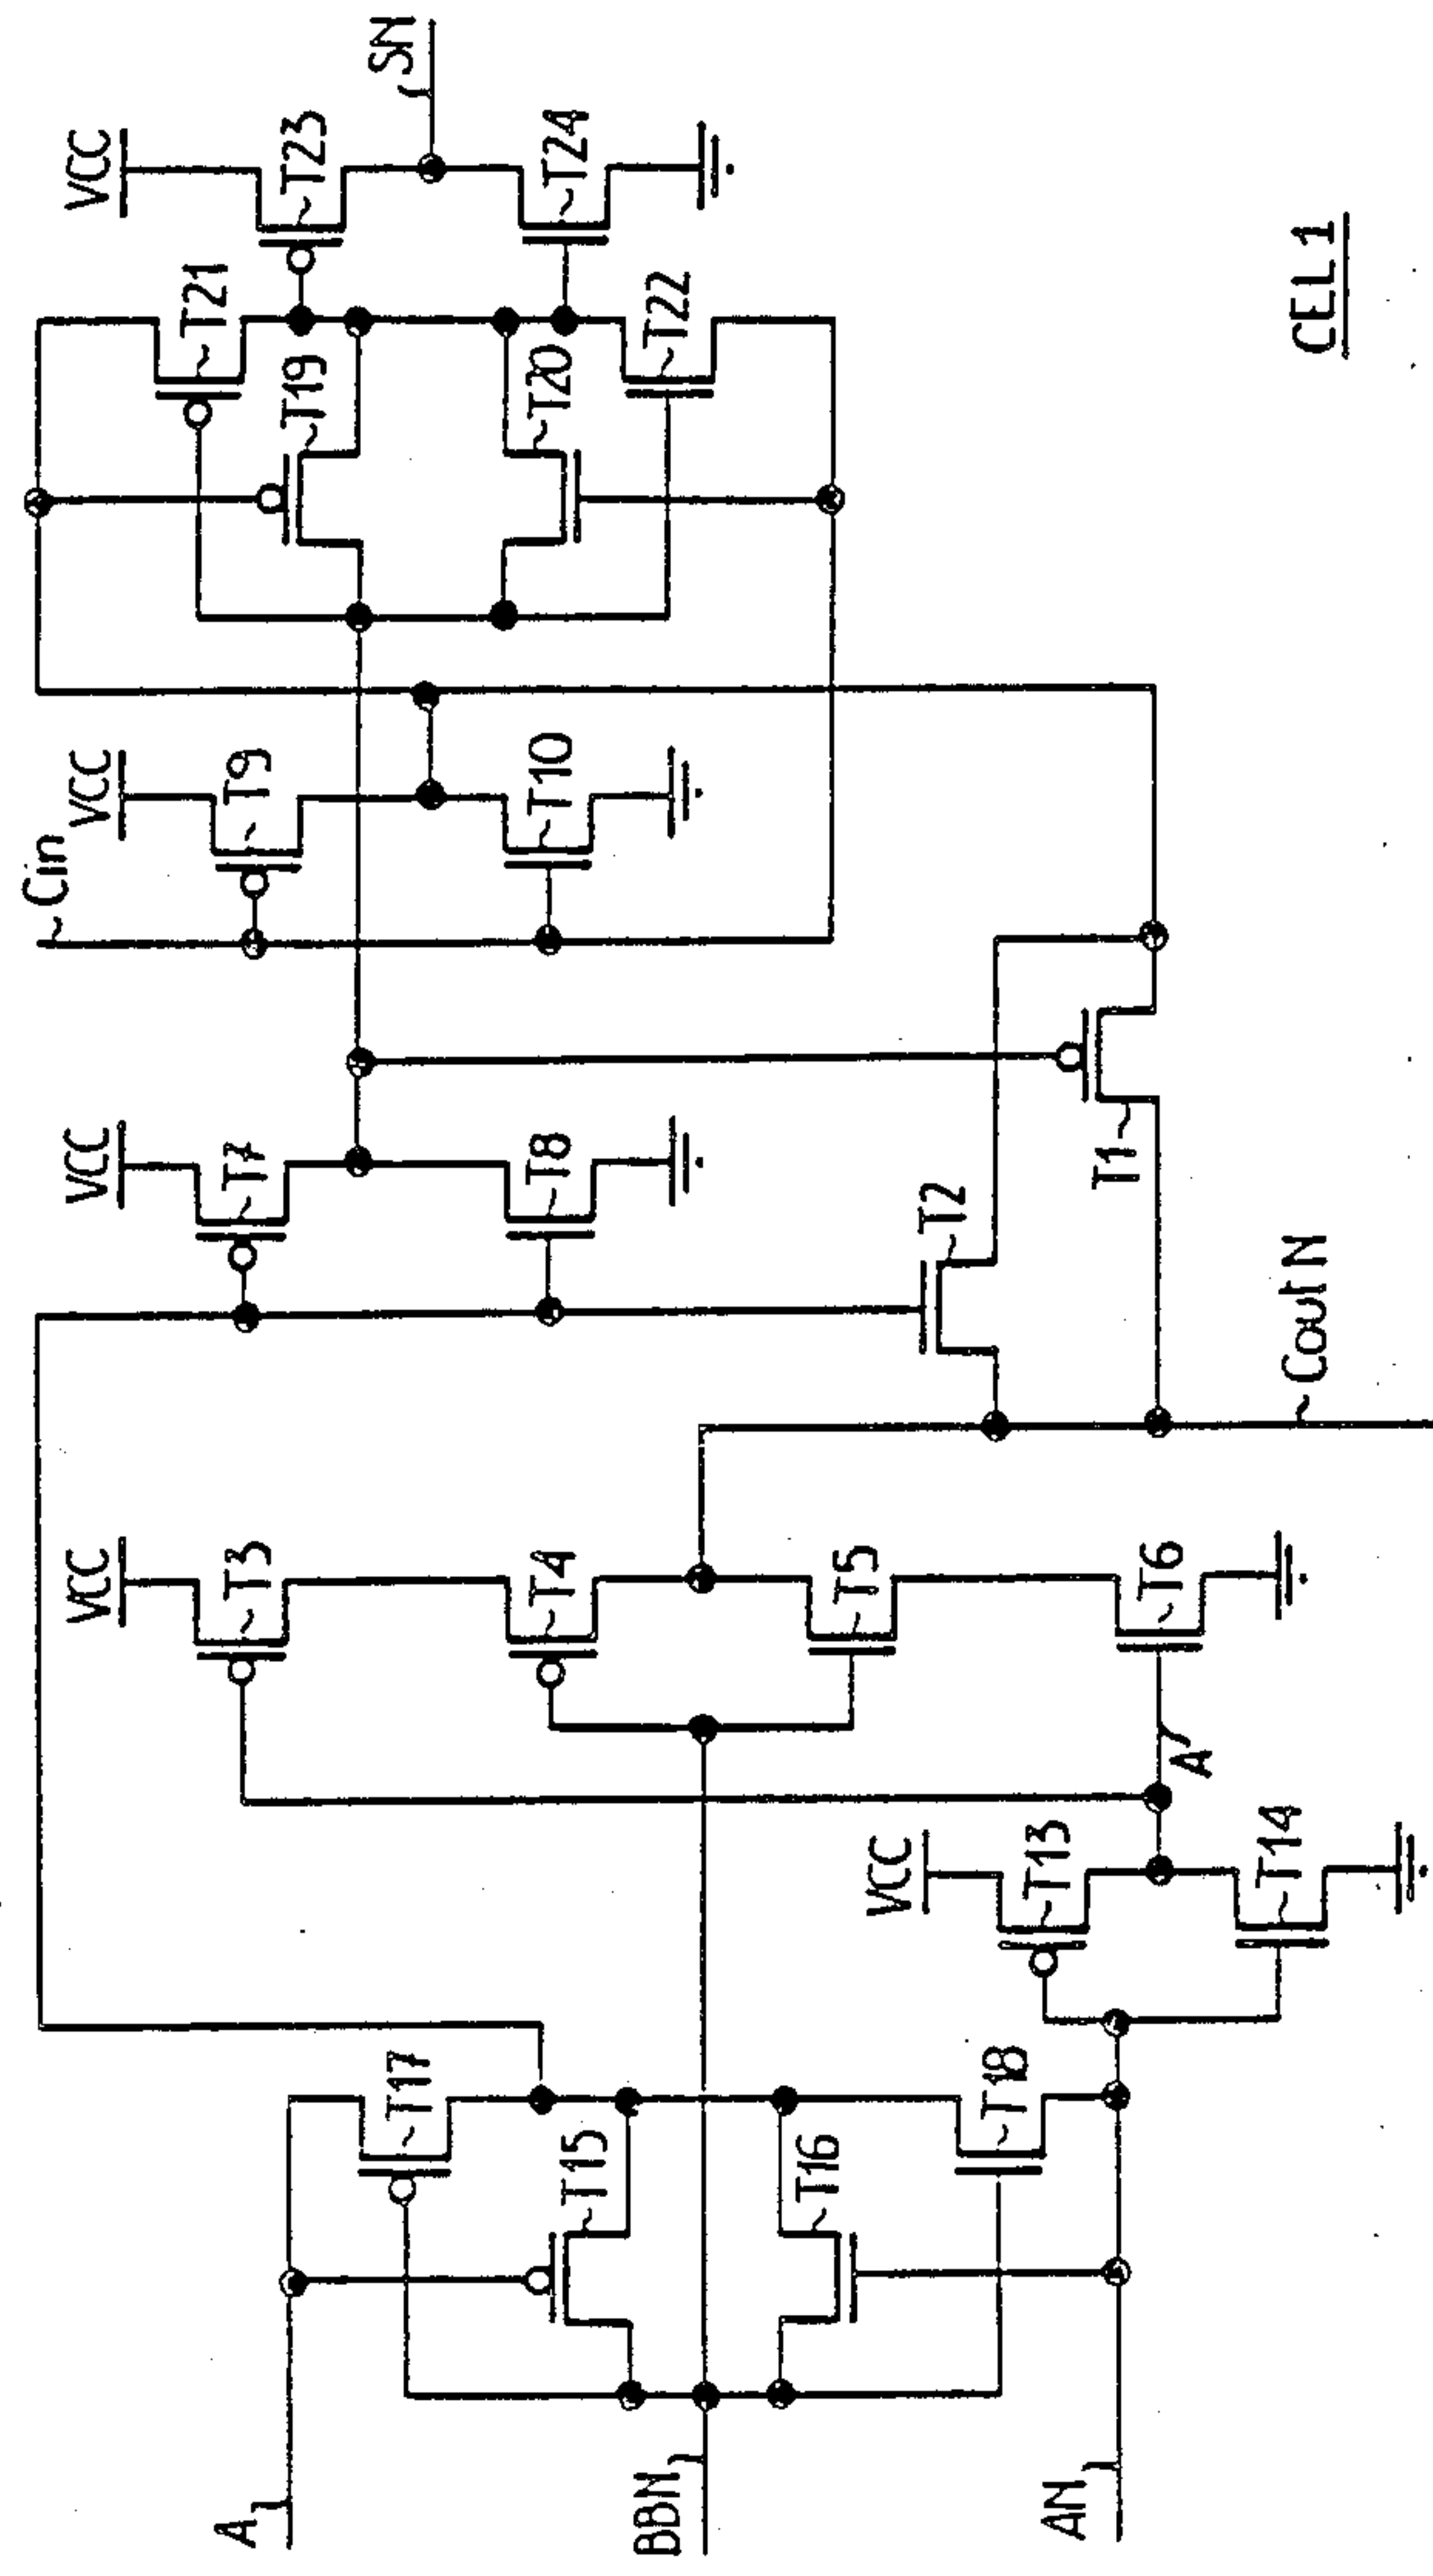 A
BBN
AN
T17
T15
T16
T18
VCC
T13
T14
A
VCC
T3
T4
T5
T6
VCC
T7
T8
T2
T1
Cout N
Cin
VCC
T9
T10
T21
T19
T20
T22
VCC
T23
T24
SN
CEL 1